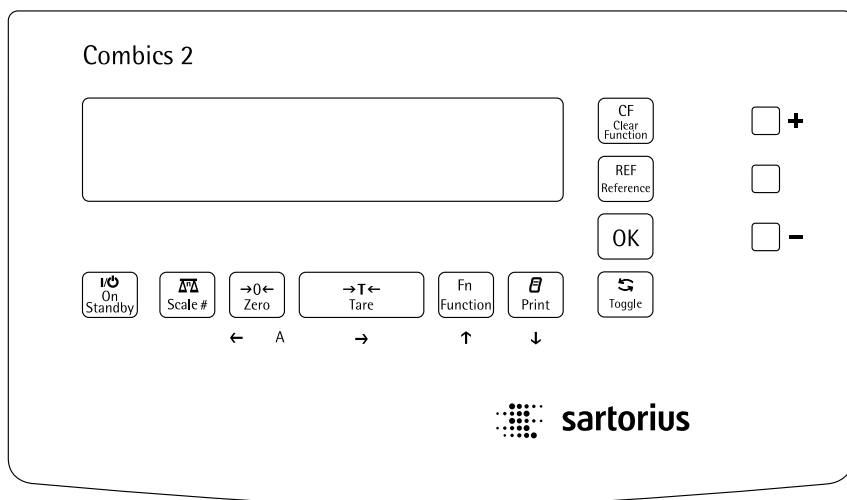 Combics 2
CF
Clear
Function
+
REF
Reference
OK
−
I/⏻
On
Standby
Scale #
→0←
Zero
→T←
Tare
Fn
Function
Print
Toggle
← A → ↑ ↓
sartorius